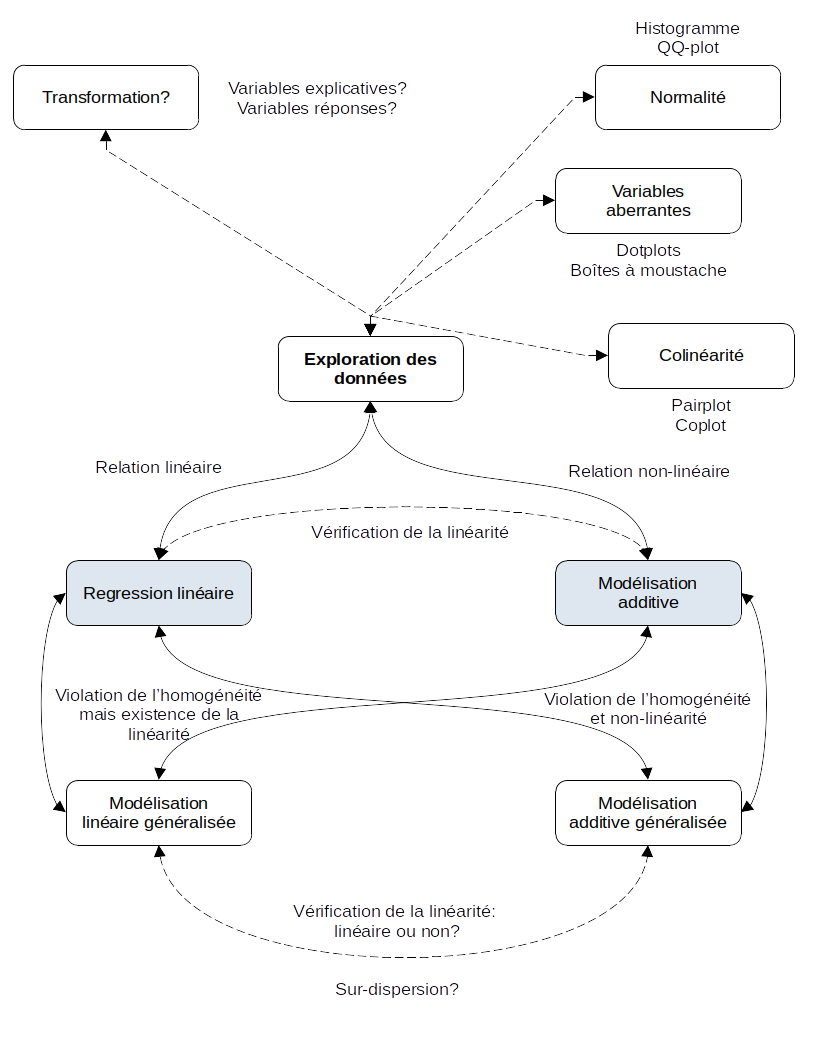 Histogramme
QQ-plot
Transformation?
Variables explicatives?
Variables réponses?
Normalité
Variables
aberrantes
Dotplots
Boîtes à moustache
Colinéarité
Exploration des
données
Pairplot
Coplot
Relation linéaire
Relation non-linéaire
Vérification de la linéarité
Regression linéaire
Modélisation
additive
Violation de l'homogénéité
mais existence de la
linéarité
Violation de l'homogénéité
et non-linéarité
Modélisation
linéaire généralisée
Modélisation
additive généralisée
Vérification de la linéarité:
linéaire ou non?
Sur-dispersion?